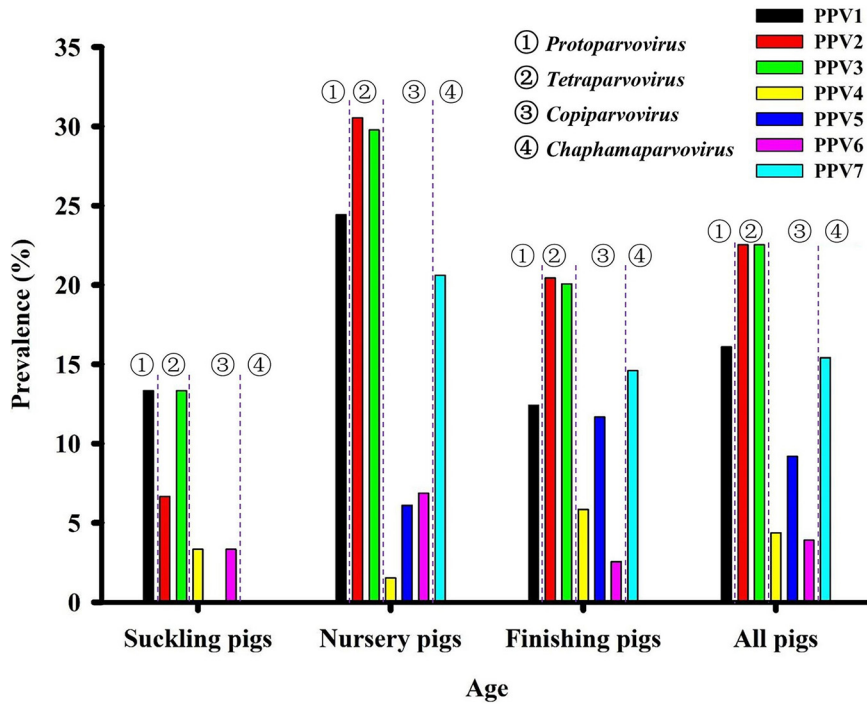 PPV1
PPV2
PPV3
PPV4
PPV5
PPV6
PPV7
① Protoparvovirus
② Tetraparvovirus
③ Copiparvovirus
④ Chaphamaparvovirus
Prevalence (%)
35
30
25
20
15
10
5
0
① ② ③ ④
① ② ③ ④
① ② ③ ④
① ② ③ ④
Suckling pigs Nursery pigs Finishing pigs All pigs
Age